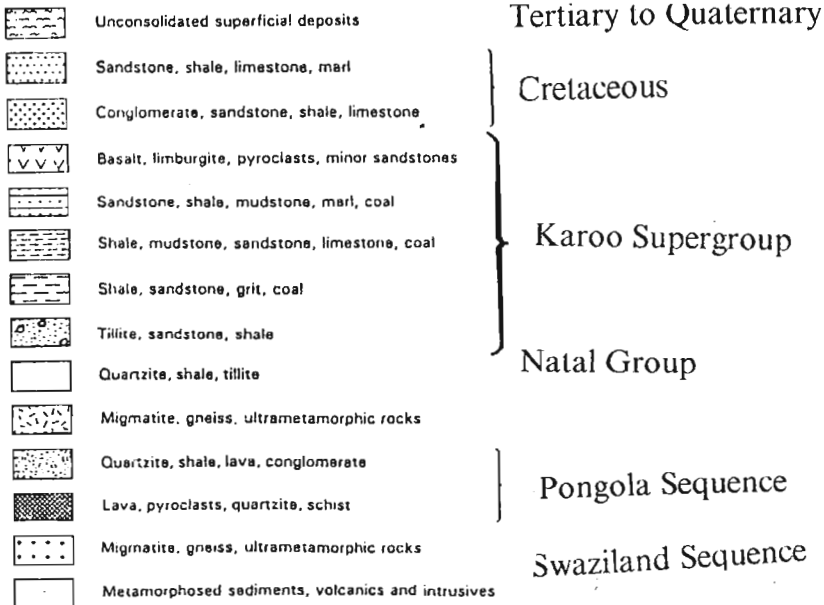 Unconsolidated superficial deposits
Tertiary to Quaternary
Sandstone, shale, limestone, marl
Cretaceous
Conglomerate, sandstone, shale, limestone
Basalt, limburgite, pyroclasts, minor sandstones
Sandstone, shale, mudstone, marl, coal
Karoo Supergroup
Shale, mudstone, sandstone, limestone, coal
Shale, sandstone, grit, coal
Tillite, sandstone, shale
Natal Group
Quartzite, shale, tillite
Migmatite, gneiss, ultrametamorphic rocks
Quartzite, shale, lava, conglomerate
Pongola Sequence
Lava, pyroclasts, quartzite, schist
Migmatite, gneiss, ultrametamorphic rocks
Swaziland Sequence
Metamorphosed sediments, volcanics and intrusives